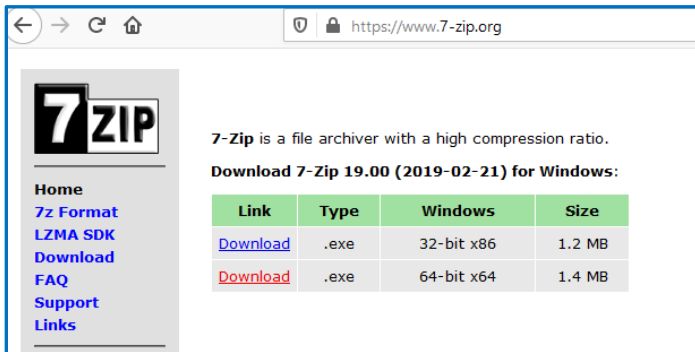 https://www.7-zip.org
7 ZIP
Home
7z Format
LZMA SDK
Download
FAQ
Support
Links
7-Zip is a file archiver with a high compression ratio.
Download 7-Zip 19.00 (2019-02-21) for Windows:
Link Type Windows Size
Download .exe 32-bit x86 1.2 MB
Download .exe 64-bit x64 1.4 MB